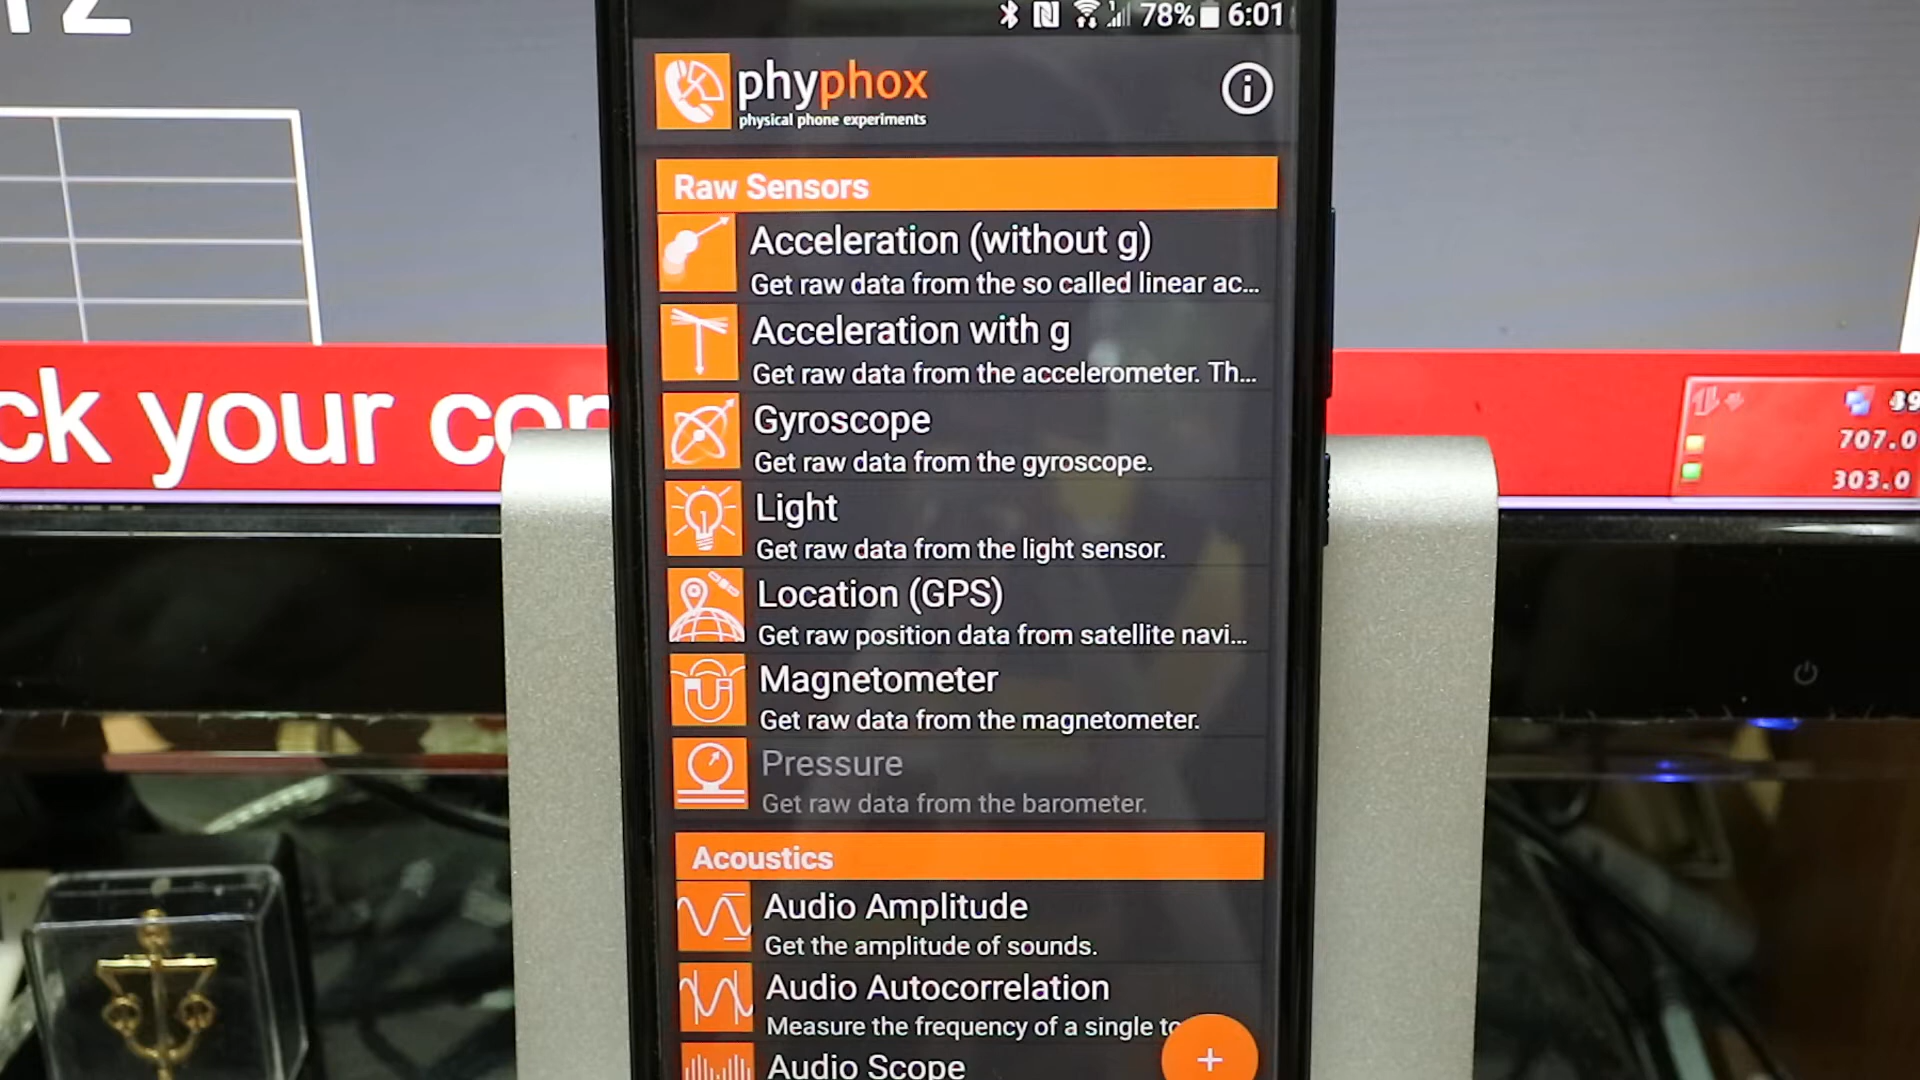 78% 6:01
phyphox
physical phone experiments
Raw Sensors
Acceleration (without g)
Get raw data from the so called linear ac...
Acceleration with g
Get raw data from the accelerometer. Th...
Gyroscope
Get raw data from the gyroscope.
Light
Get raw data from the light sensor.
Location (GPS)
Get raw position data from satellite navi...
Magnetometer
Get raw data from the magnetometer.
Pressure
Get raw data from the barometer.
Acoustics
Audio Amplitude
Get the amplitude of sounds.
Audio Autocorrelation
Measure the frequency of a single
Audio Scope
+
ck your con
39
707.0
303.0